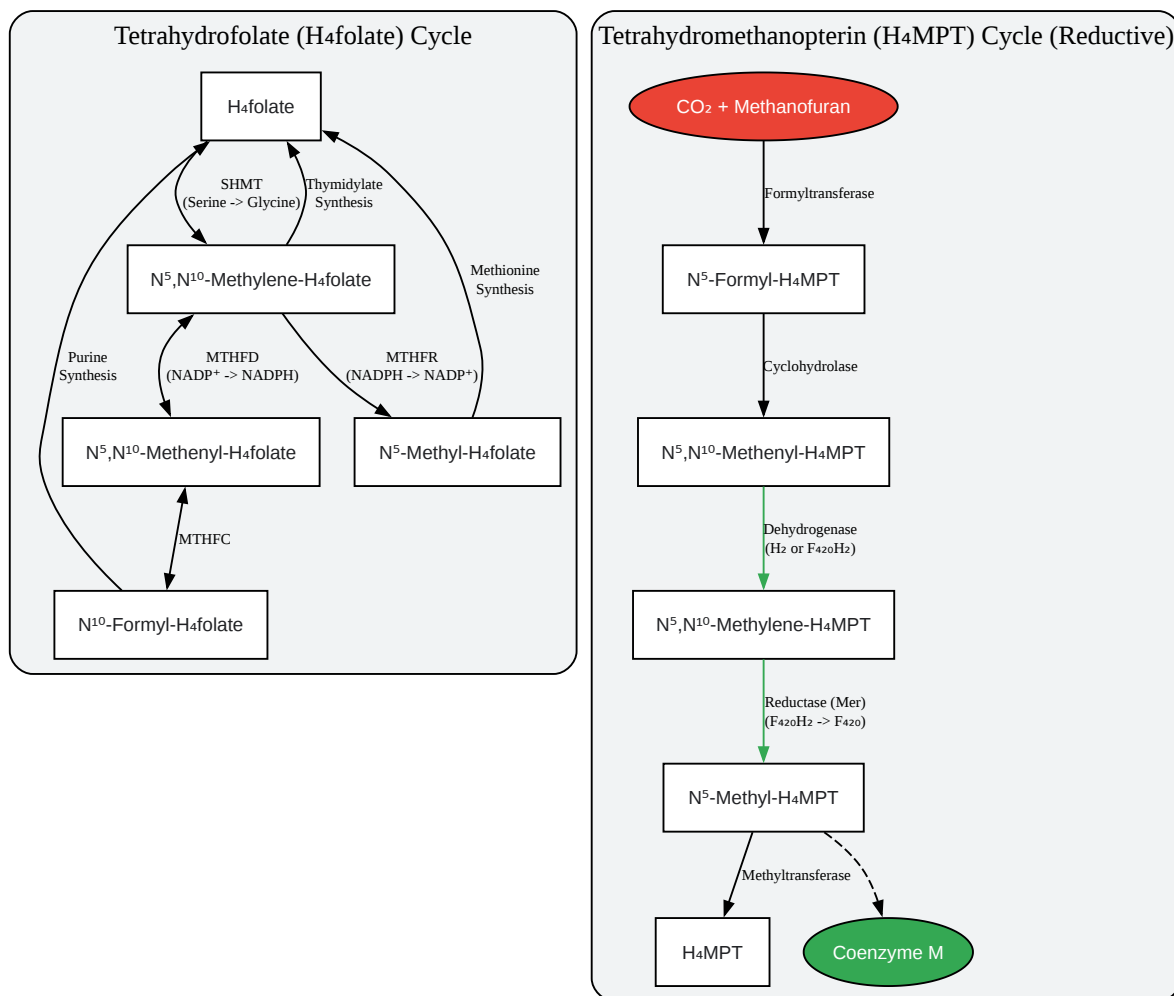 Tetrahydrofolate (H₄folate) Cycle
H₄folate
SHMT
(Serine -> Glycine)
Thymidylate
Synthesis
N⁵,N¹⁰-Methylene-H₄folate
Methionine
Synthesis
Purine
Synthesis
MTHFD
(NADP⁺ -> NADPH)
MTHFR
(NADPH -> NADP⁺)
N⁵,N¹⁰-Methenyl-H₄folate
N⁵-Methyl-H₄folate
MTHFC
N¹⁰-Formyl-H₄folate
Tetrahydromethanopterin (H₄MPT) Cycle (Reductive)
CO₂ + Methanofuran
Formyltransferase
N⁵-Formyl-H₄MPT
Cyclohydrolase
N⁵,N¹⁰-Methenyl-H₄MPT
Dehydrogenase
(H₂ or F₄₂₀H₂)
N⁵,N¹⁰-Methylene-H₄MPT
Reductase (Mer)
(F₄₂₀H₂ -> F₄₂₀)
N⁵-Methyl-H₄MPT
Methyltransferase
H₄MPT
Coenzyme M